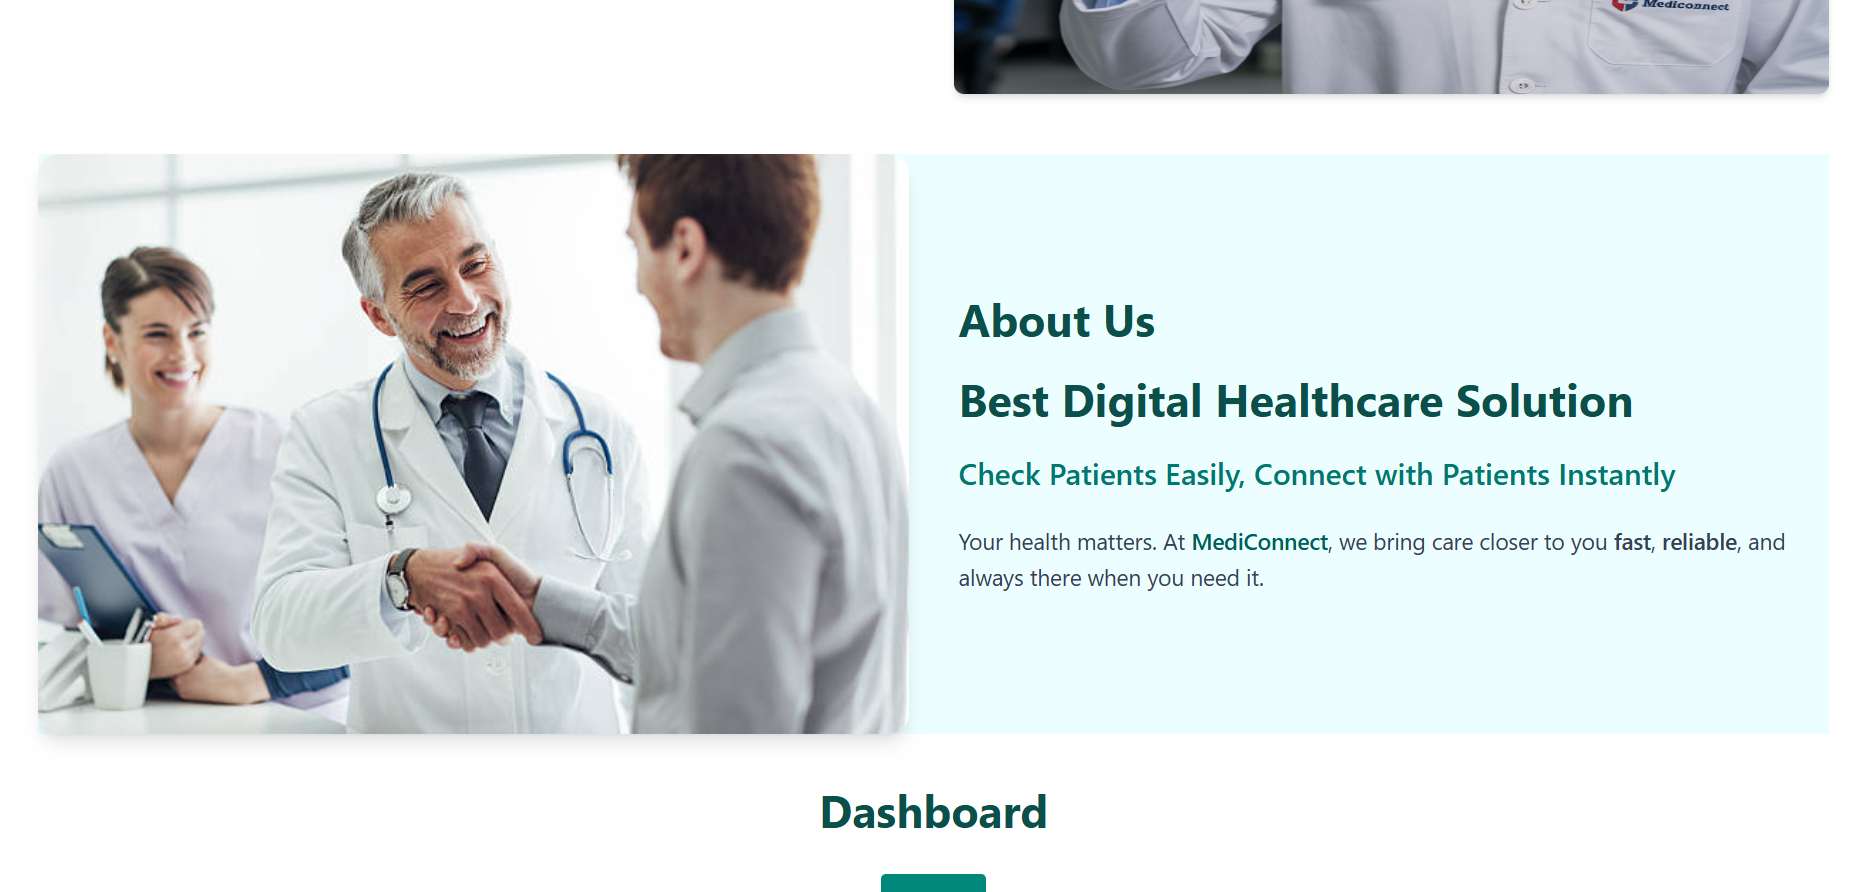 Mediconnect
About Us
Best Digital Healthcare Solution
Check Patients Easily, Connect with Patients Instantly
Your health matters. At MediConnect, we bring care closer to you fast, reliable, and
always there when you need it.
Dashboard